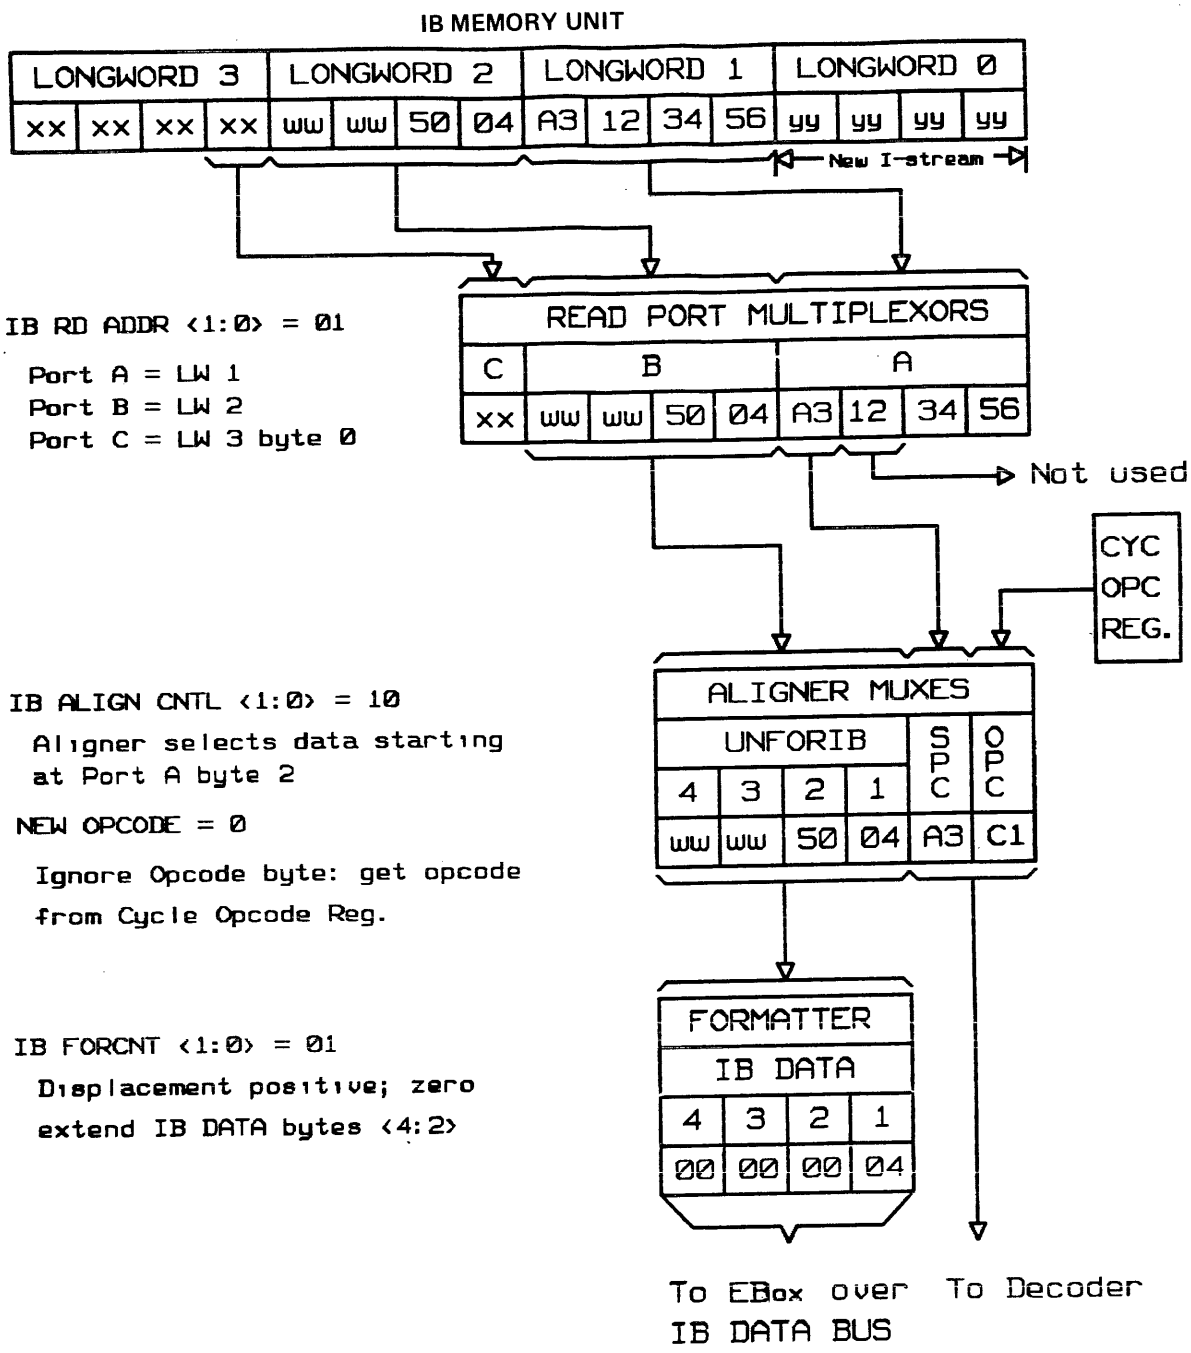 IB MEMORY UNIT
LONGWORD 3 LONGWORD 2 LONGWORD 1 LONGWORD 0
xx xx xx xx ww ww 50 04 A3 12 34 56 yy yy yy yy
New I-stream
READ PORT MULTIPLEXORS
C B A
xx ww ww 50 04 A3 12 34 56
IB RD ADDR <1:0> = 01
Port A = LW 1
Port B = LW 2
Port C = LW 3 byte 0
Not used
CYC
OPC
REG.
ALIGNER MUXES
UNFORIB SPC OPC
4 3 2 1
ww ww 50 04 A3 C1
IB ALIGN CNTL <1:0> = 10
Aligner selects data starting
at Port A byte 2
NEW OPCODE = 0
Ignore Opcode byte: get opcode
from Cycle Opcode Reg.
FORMATTER
IB DATA
4 3 2 1
00 00 00 04
IB FORCNT <1:0> = 01
Displacement positive; zero
extend IB DATA bytes <4:2>
To EBox over
IB DATA BUS
To Decoder